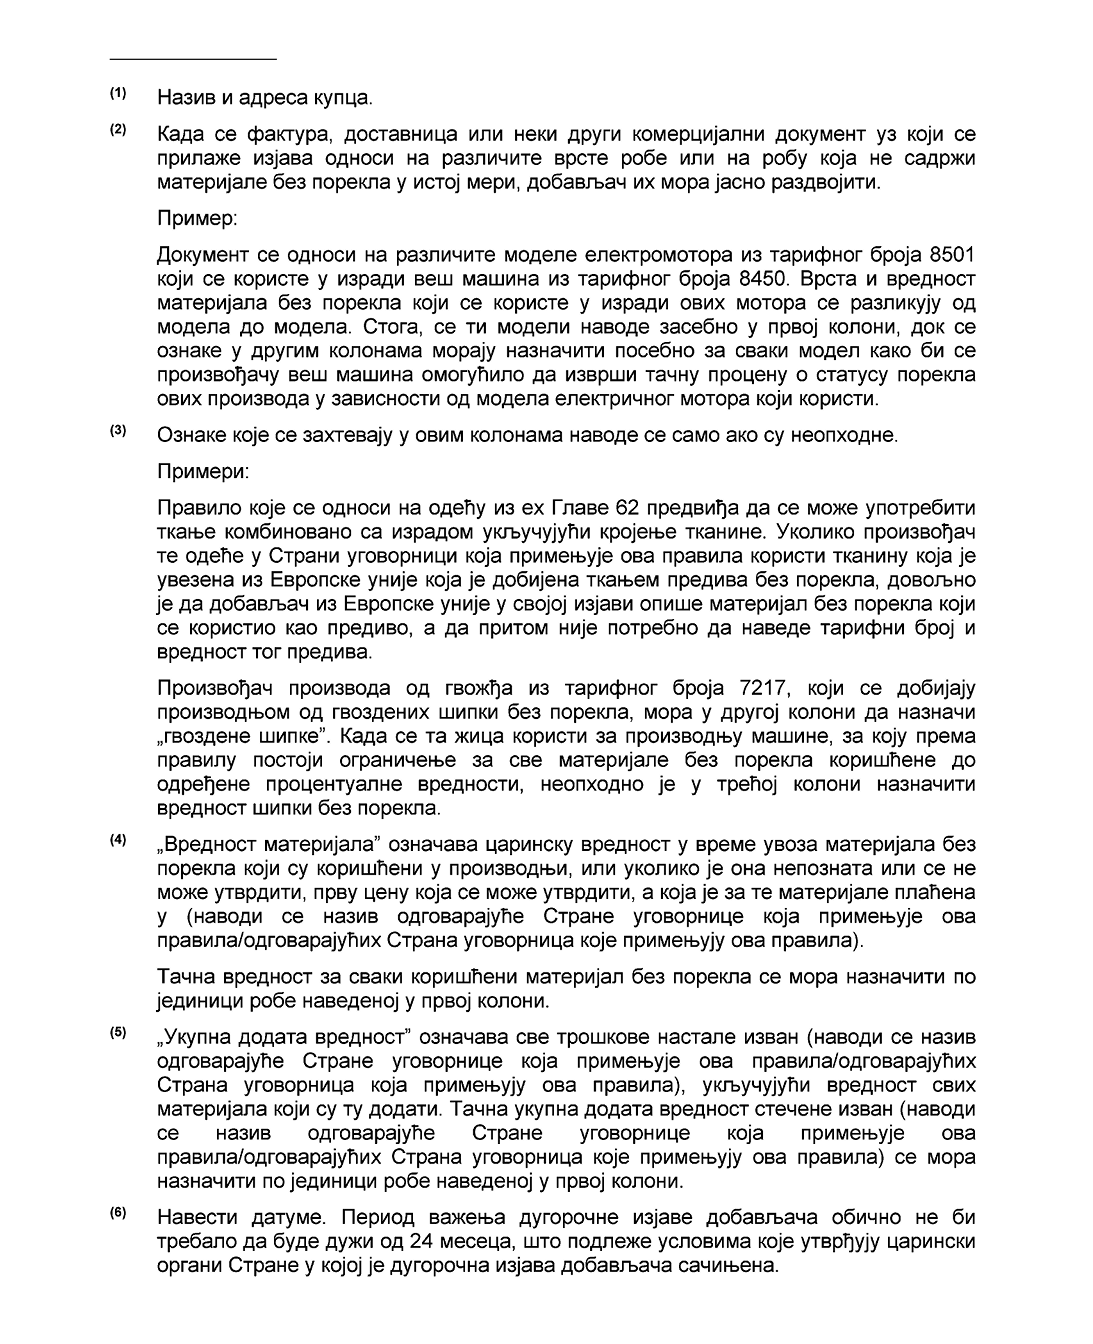 (1) Назив и адреса купца.
(2) Када се фактура, доставница или неки други комерцијални документ уз који се
прилаже изјава односи на различите врсте робе или на робу која не садржи
материјале без порекла у истој мери, добављач их мора јасно раздвојити.
Пример:
Документ се односи на различите моделе електромотора из тарифног броја 8501
који се користе у изради веш машина из тарифног броја 8450. Врста и вредност
материјала без порекла који се користе у изради ових мотора се разликују од
модела до модела. Стога, се ти модели наводе засебно у првој колони, док се
ознаке у другим колонама морају назначити посебно за сваки модел како би се
произвођачу веш машина омогућило да изврши тачну процену о статусу порекла
ових производа у зависности од модела електричног мотора који користи.
(3) Ознаке које се захтевају у овим колонама наводе се само ако су неопходне.
Примери:
Правило које се односи на одећу из ex Главе 62 предвиђа да се може употребити
ткање комбиновано са израдом укључујући кројење тканине. Уколико произвођач
те одеће у Страни уговорници која примењује ова правила користи тканину која је
увезена из Европске уније која је добијена ткањем предива без порекла, довољно
је да добављач из Европске уније у својој изјави опише материјал без порекла који
се користио као предиво, а да притом није потребно да наведе тарифни број и
вредност тог предива.
Произвођач производа од гвожђа из тарифног броја 7217, који се добијају
производњом од гвоздених шипки без порекла, мора у другој колони да назначи
„гвоздене шипке”. Када се та жица користи за производњу машине, за коју према
правилу постоји ограничење за све материјале без порекла коришћене до
одређене процентуалне вредности, неопходно је у трећој колони назначити
вредност шипки без порекла.
(4) „Вредност материјала” означава царинску вредност у време увоза материјала без
порекла који су коришћени у производњи, или уколико је она непозната или се не
може утврдити, прву цену која се може утврдити, а која је за те материјале плаћена
у (наводи се назив одговарајуће Стране уговорнице која примењује ова
правила/одговарајућих Страна уговорница које примењују ова правила).
Тачна вредност за сваки коришћени материјал без порекла се мора назначити по
јединици робе наведеној у првој колони.
(5) „Укупна додата вредност” означава све трошкове настале изван (наводи се назив
одговарајуће Стране уговорнице која примењује ова правила/одговарајућих
Страна уговорница која примењују ова правила), укључујући вредност свих
материјала који су ту додати. Тачна укупна додата вредност стечене изван (наводи
се назив одговарајуће Стране уговорнице која примењује ова
правила/одговарајућих Страна уговорница које примењују ова правила) се мора
назначити по јединици робе наведеној у првој колони.
(6) Навести датуме. Период важења дугорочне изјаве добављача обично не би
требало да буде дужи од 24 месеца, што подлеже условима које утврђују царински
органи Стране у којој је дугорочна изјава добављача сачињена.